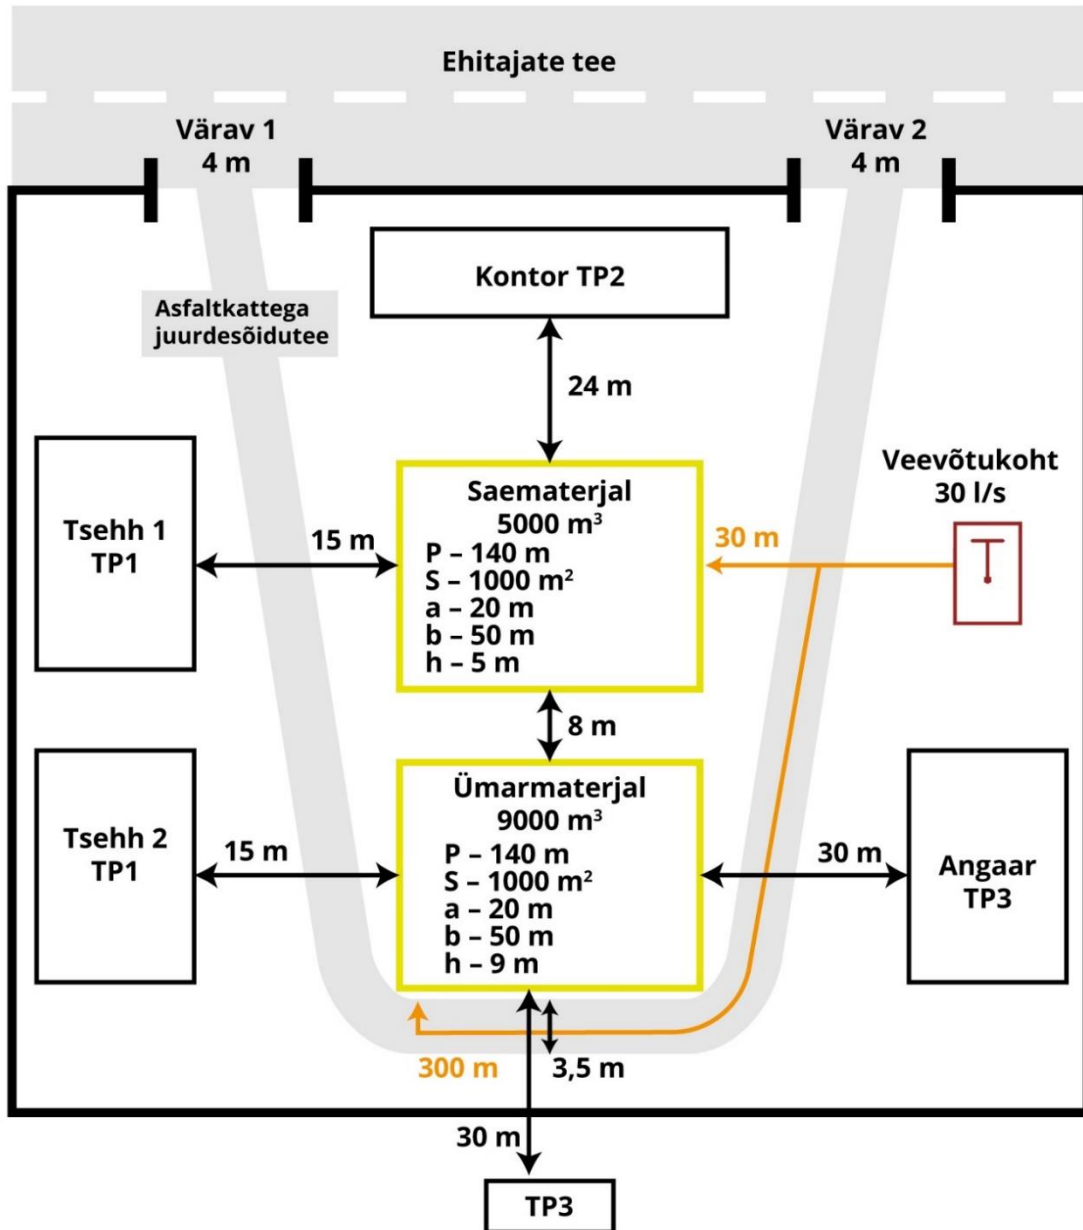 Ehitajate tee
Värav 1
4 m
Värav 2
4 m
Kontor TP2
Asfaltkattega
juurdesõidutee
24 m
Tsehh 1
TP1
15 m
Saematerjal
5000 m³
P – 140 m
S – 1000 m²
a – 20 m
b – 50 m
h – 5 m
30 m
Veevõtukoht
30 l/s
8 m
Tsehh 2
TP1
15 m
Ümarmaterjal
9000 m³
P – 140 m
S – 1000 m²
a – 20 m
b – 50 m
h – 9 m
30 m
Angaar
TP3
300 m
3,5 m
30 m
TP3